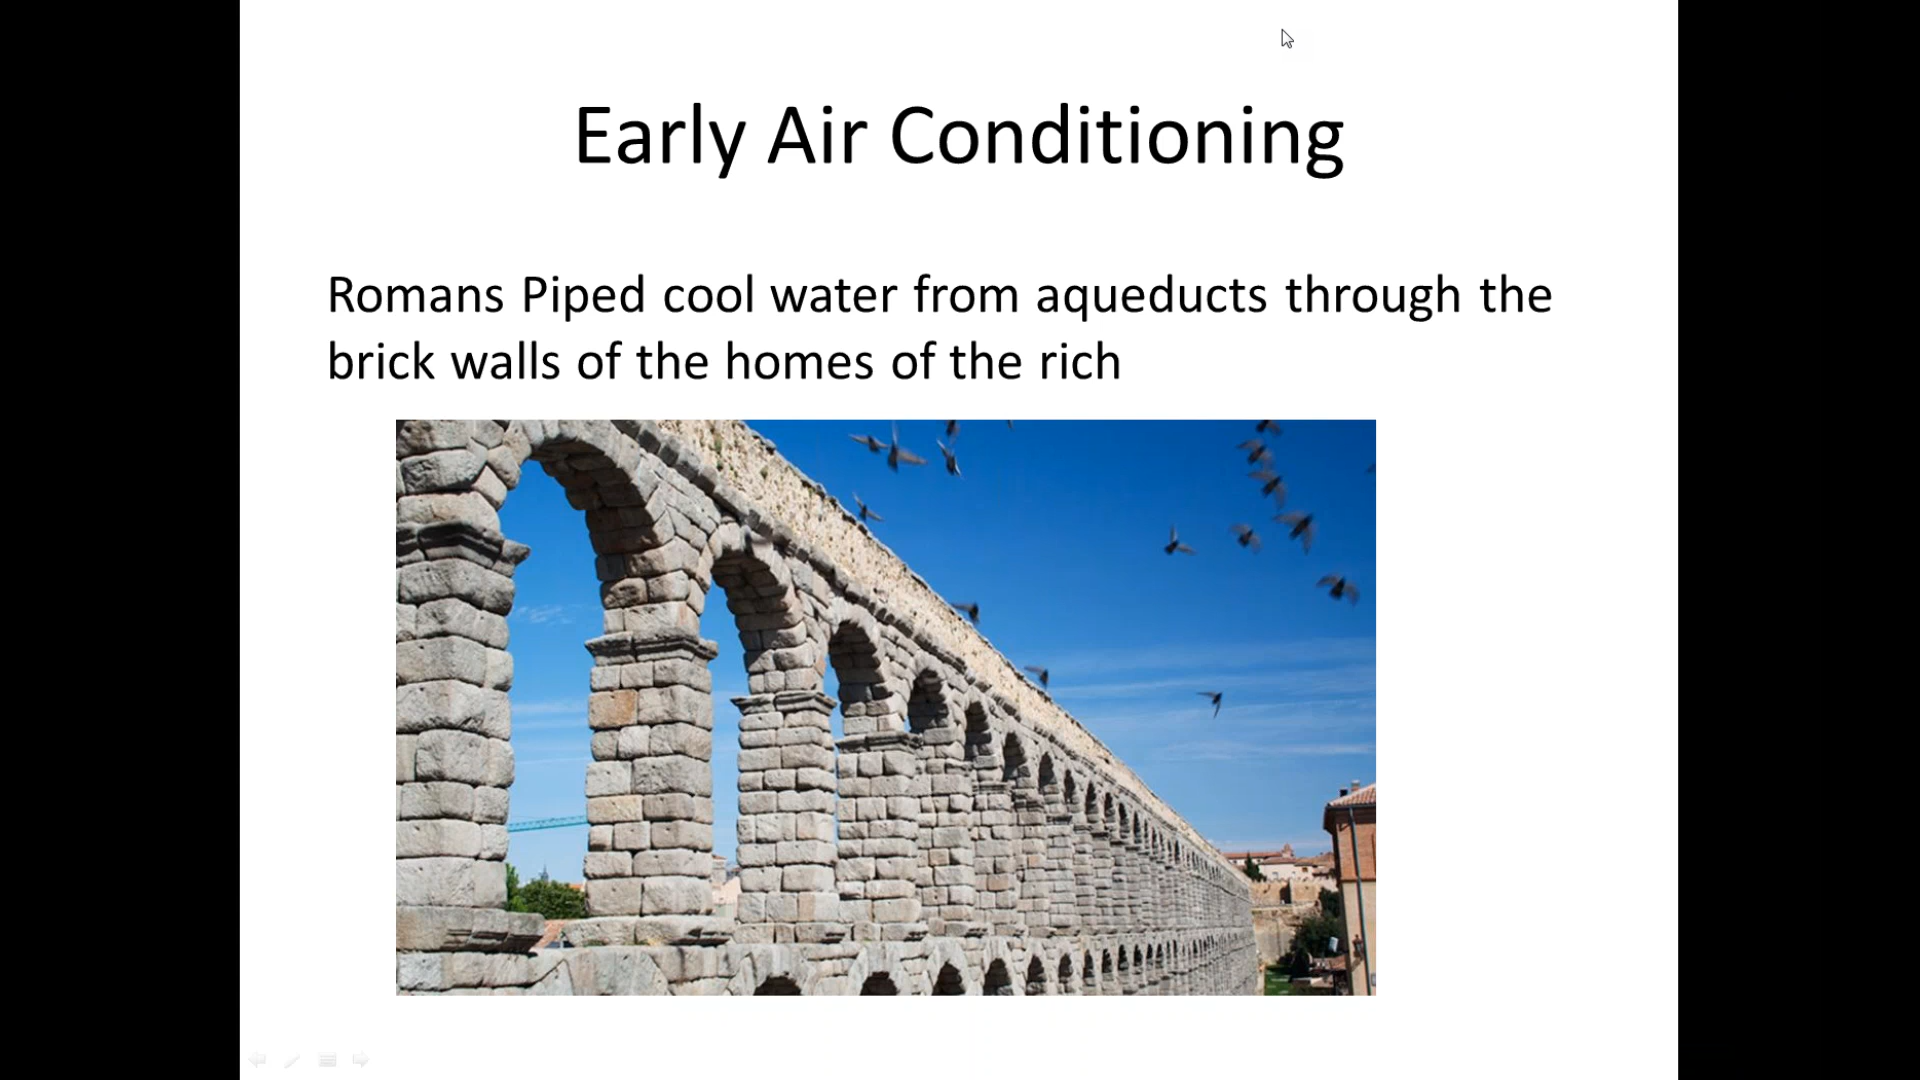 Early Air Conditioning
Romans Piped cool water from aqueducts through the
brick walls of the homes of the rich